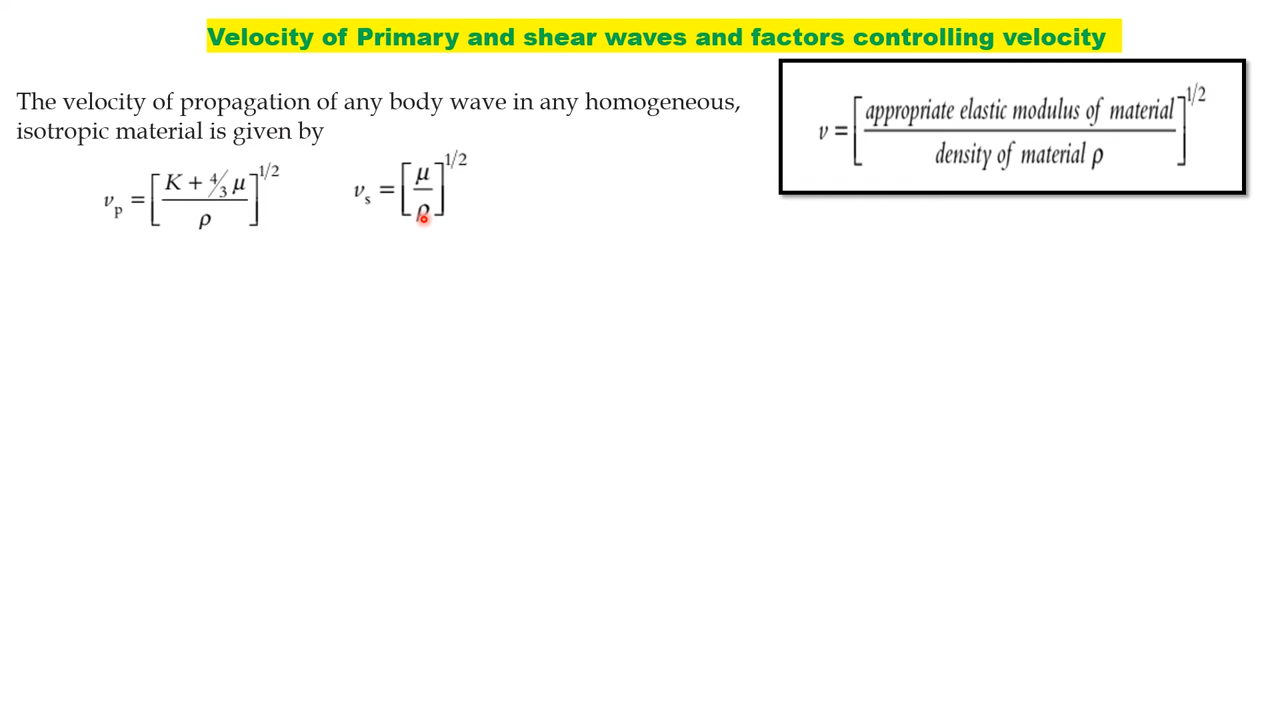 Velocity of Primary and shear waves and factors controlling velocity
The velocity of propagation of any body wave in any homogeneous,
isotropic material is given by
v = [appropriate elastic modulus of material / density of material ρ]^1/2
v_p = [K + 4/3 μ / ρ]^1/2
v_s = [μ / ρ]^1/2